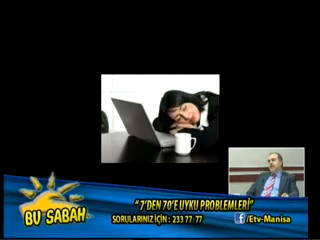 " 7'DEN 70'E UYKU PROBLEMLERİ"
BU SABAH
SORULARINIZ İÇİN : 233 77 77
f /Etv-Manisa